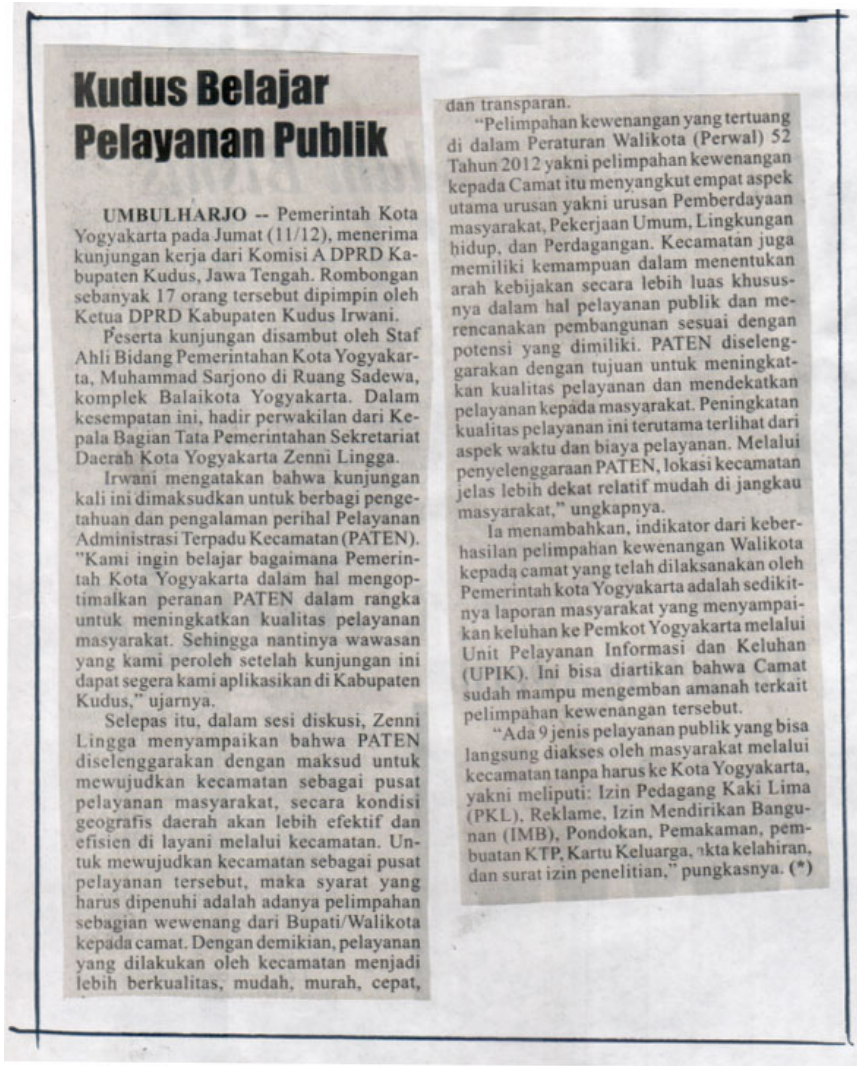 Kudus Belajar
Pelayanan Publik
UMBULHARJO -- Pemerintah Kota
Yogyakarta pada Jumat (11/12), menerima
kunjungan kerja dari Komisi A DPRD Ka-
bupaten Kudus, Jawa Tengah. Rombongan
sebanyak 17 orang tersebut dipimpin oleh
Ketua DPRD Kabupaten Kudus Irwani.
Peserta kunjungan disambut oleh Staf
Ahli Bidang Pemerintahan Kota Yogyakar-
ta, Muhammad Sarjono di Ruang Sadewa,
komplek Balaikota Yogyakarta. Dalam
kesempatan ini, hadir perwakilan dari Ke-
pala Bagian Tata Pemerintahan Sekretariat
Daerah Kota Yogyakarta Zenni Lingga.
Irwani mengatakan bahwa kunjungan
kali ini dimaksudkan untuk berbagi penge-
tahuan dan pengalaman perihal Pelayanan
Administrasi Terpadu Kecamatan (PATEN).
"Kami ingin belajar bagaimana Pemerin-
tah Kota Yogyakarta dalam hal mengop-
timalkan peranan PATEN dalam rangka
untuk meningkatkan kualitas pelayanan
masyarakat. Sehingga nantinya wawasan
yang kami peroleh setelah kunjungan ini
dapat segera kami aplikasikan di Kabupaten
Kudus," ujarnya.
Selepas itu, dalam sesi diskusi, Zenni
Lingga menyampaikan bahwa PATEN
diselenggarakan dengan maksud untuk
mewujudkan kecamatan sebagai pusat
pelayanan masyarakat, secara kondisi
geografis daerah akan lebih efektif dan
efisien di layani melalui kecamatan. Un-
tuk mewujudkan kecamatan sebagai pusat
pelayanan tersebut, maka syarat yang
harus dipenuhi adalah adanya pelimpahan
sebagian wewenang dari Bupati/Walikota
kepada camat. Dengan demikian, pelayanan
yang dilakukan oleh kecamatan menjadi
lebih berkualitas, mudah, murah, cepat,
dan transparan.
"Pelimpahan kewenangan yang tertuang
di dalam Peraturan Walikota (Perwal) 52
Tahun 2012 yakni pelimpahan kewenangan
kepada Camat itu menyangkut empat aspek
utama urusan yakni urusan Pemberdayaan
masyarakat, Pekerjaan Umum, Lingkungan
hidup, dan Perdagangan. Kecamatan juga
memiliki kemampuan dalam menentukan
arah kebijakan secara lebih luas khusus-
nya dalam hal pelayanan publik dan me-
rencanakan pembangunan sesuai dengan
potensi yang dimiliki. PATEN diseleng-
garakan dengan tujuan untuk meningkat-
kan kualitas pelayanan dan mendekatkan
pelayanan kepada masyarakat. Peningkatan
kualitas pelayanan ini terutama terlihat dari
aspek waktu dan biaya pelayanan. Melalui
penyelenggaraan PATEN, lokasi kecamatan
jelas lebih dekat relatif mudah di jangkau
masyarakat," ungkapnya.
Ia menambahkan, indikator dari keber-
hasilan pelimpahan kewenangan Walikota
kepada camat yang telah dilaksanakan oleh
Pemerintah kota Yogyakarta adalah sedikit-
nya laporan masyarakat yang menyampai-
kan keluhan ke Pemkot Yogyakarta melalui
Unit Pelayanan Informasi dan Keluhan
(UPIK). Ini bisa diartikan bahwa Camat
sudah mampu mengemban amanah terkait
pelimpahan kewenangan tersebut.
"Ada 9 jenis pelayanan publik yang bisa
langsung diakses oleh masyarakat melalui
kecamatan tanpa harus ke Kota Yogyakarta,
yakni meliputi: Izin Pedagang Kaki Lima
(PKL), Reklame, Izin Mendirikan Bangu-
nan (IMB), Pondokan, Pemakaman, pem-
buatan KTP, Kartu Keluarga, akta kelahiran,
dan surat izin penelitian," pungkasnya. (*)